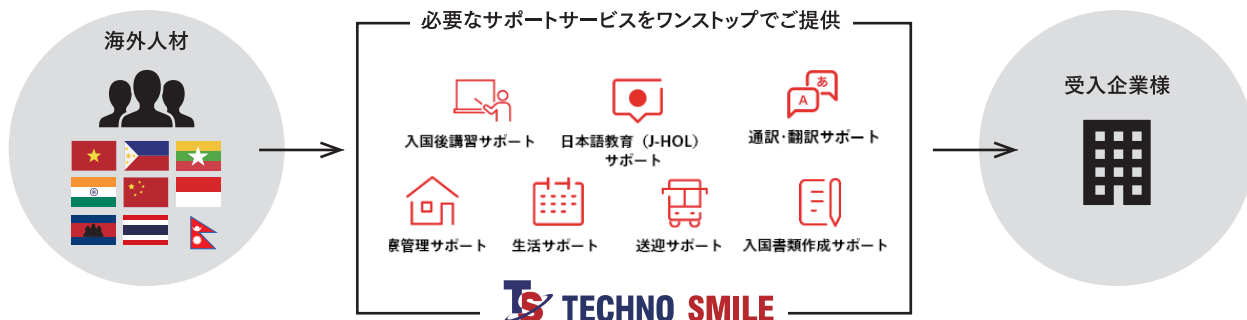 必要なサポートサービスをワンストップでご提供
海外人材
受入企業様
入国後講習サポート
日本語教育（J-HOL）
サポート
通訳・翻訳サポート
あ
A
寮管理サポート
生活サポート
送迎サポート
入国書類作成サポート
TS TECHNO SMILE